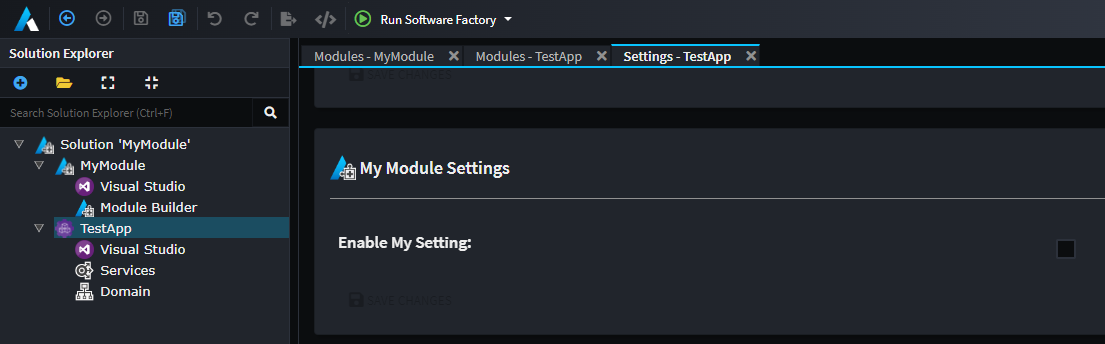 Run Software Factory
Solution Explorer
Search Solution Explorer (Ctrl+F)
Solution 'MyModule'
MyModule
Visual Studio
Module Builder
TestApp
Visual Studio
Services
Domain
Modules - MyModule
Modules - TestApp
Settings - TestApp
SAVE CHANGES
My Module Settings
Enable My Setting:
SAVE CHANGES